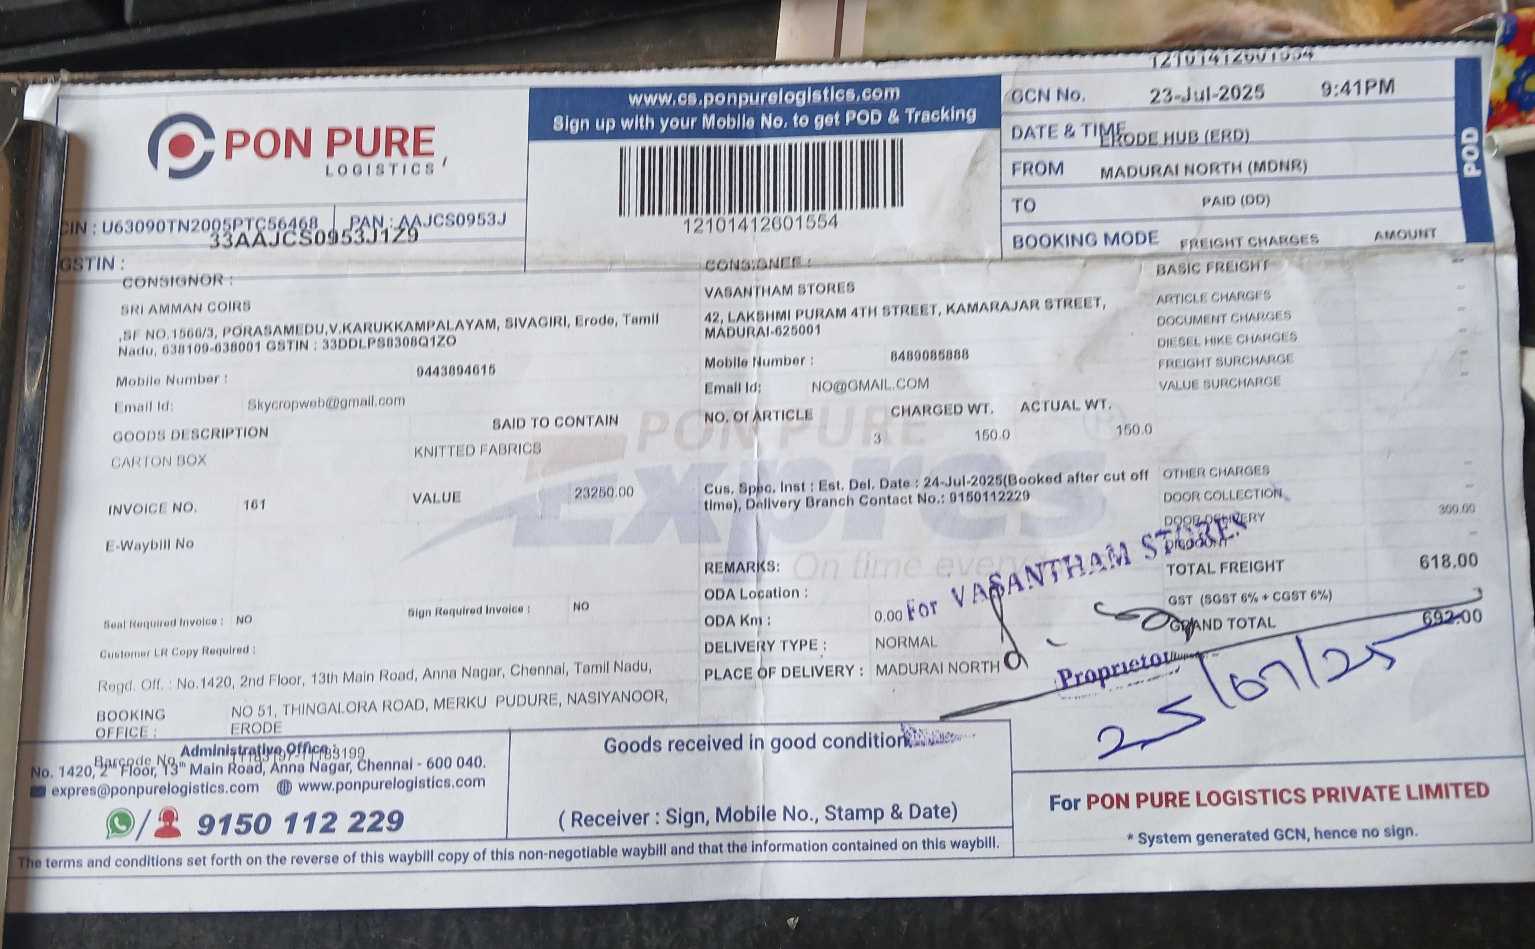 12101412601554
www.cs.ponpurelogistics.com
Sign up with your Mobile No. to get POD & Tracking
GCN No.
23-Jul-2025
9:41PM
PON PURE
LOGISTICS
DATE & TIME
ERODE HUB (ERD)
POD
FROM
MADURAI NORTH (MDNR)
12101412601554
TO
PAID (DD)
CIN : U63090TN2005PTC56468
PAN : AAJCS0953J
33AAJCS0953J1Z9
GSTIN :
BOOKING MODE
FREIGHT CHARGES
AMOUNT
CONSIGNOR :
SRI AMMAN COIRS
,SF NO.1566/3, PORASAMEDU,V.KARUKKAMPALAYAM, SIVAGIRI, Erode, Tamil
Nadu, 638109-638001 GSTIN : 33DDLPS8308Q1ZO
Mobile Number :
9443894615
Email Id:
Skycropweb@gmail.com
GOODS DESCRIPTION
SAID TO CONTAIN
CARTON BOX
KNITTED FABRICS
INVOICE NO.
161
VALUE
23250.00
E-Waybill No
Seal Required Invoice : NO
Sign Required Invoice :
NO
Customer LR Copy Required :
CONSIGNEE :
VASANTHAM STORES
42, LAKSHMI PURAM 4TH STREET, KAMARAJAR STREET,
MADURAI-625001
Mobile Number :
8489085888
Email Id:
NO@GMAIL.COM
NO. Of ARTICLE
CHARGED WT.
ACTUAL WT.
3
150.0
150.0
PON PURE
Expres
On time every
Cus. Spec. Inst : Est. Del. Date : 24-Jul-2025(Booked after cut off
time), Delivery Branch Contact No.: 9150112229
REMARKS:
ODA Location :
ODA Km :
0.00
DELIVERY TYPE :
NORMAL
PLACE OF DELIVERY :
MADURAI NORTH
BASIC FREIGHT
ARTICLE CHARGES
DOCUMENT CHARGES
DIESEL HIKE CHARGES
FREIGHT SURCHARGE
VALUE SURCHARGE
OTHER CHARGES
DOOR COLLECTION
DOOR DELIVERY
300.00
TOTAL FREIGHT
618.00
GST (SGST 6% + CGST 6%)
GRAND TOTAL
692.00
For VASANTHAM STORES
Proprietor
25/07/25
Regd. Off. : No.1420, 2nd Floor, 13th Main Road, Anna Nagar, Chennai, Tamil Nadu,
BOOKING
OFFICE :
NO 51, THINGALORA ROAD, MERKU PUDURE, NASIYANOOR,
ERODE
Administrative Office :
Barcode No
No. 1420, 2nd Floor, 13th Main Road, Anna Nagar, Chennai - 600 040.
expres@ponpurelogistics.com
www.ponpurelogistics.com
9150 112 229
Goods received in good condition
( Receiver : Sign, Mobile No., Stamp & Date)
For PON PURE LOGISTICS PRIVATE LIMITED
* System generated GCN, hence no sign.
The terms and conditions set forth on the reverse of this waybill copy of this non-negotiable waybill and that the information contained on this waybill.